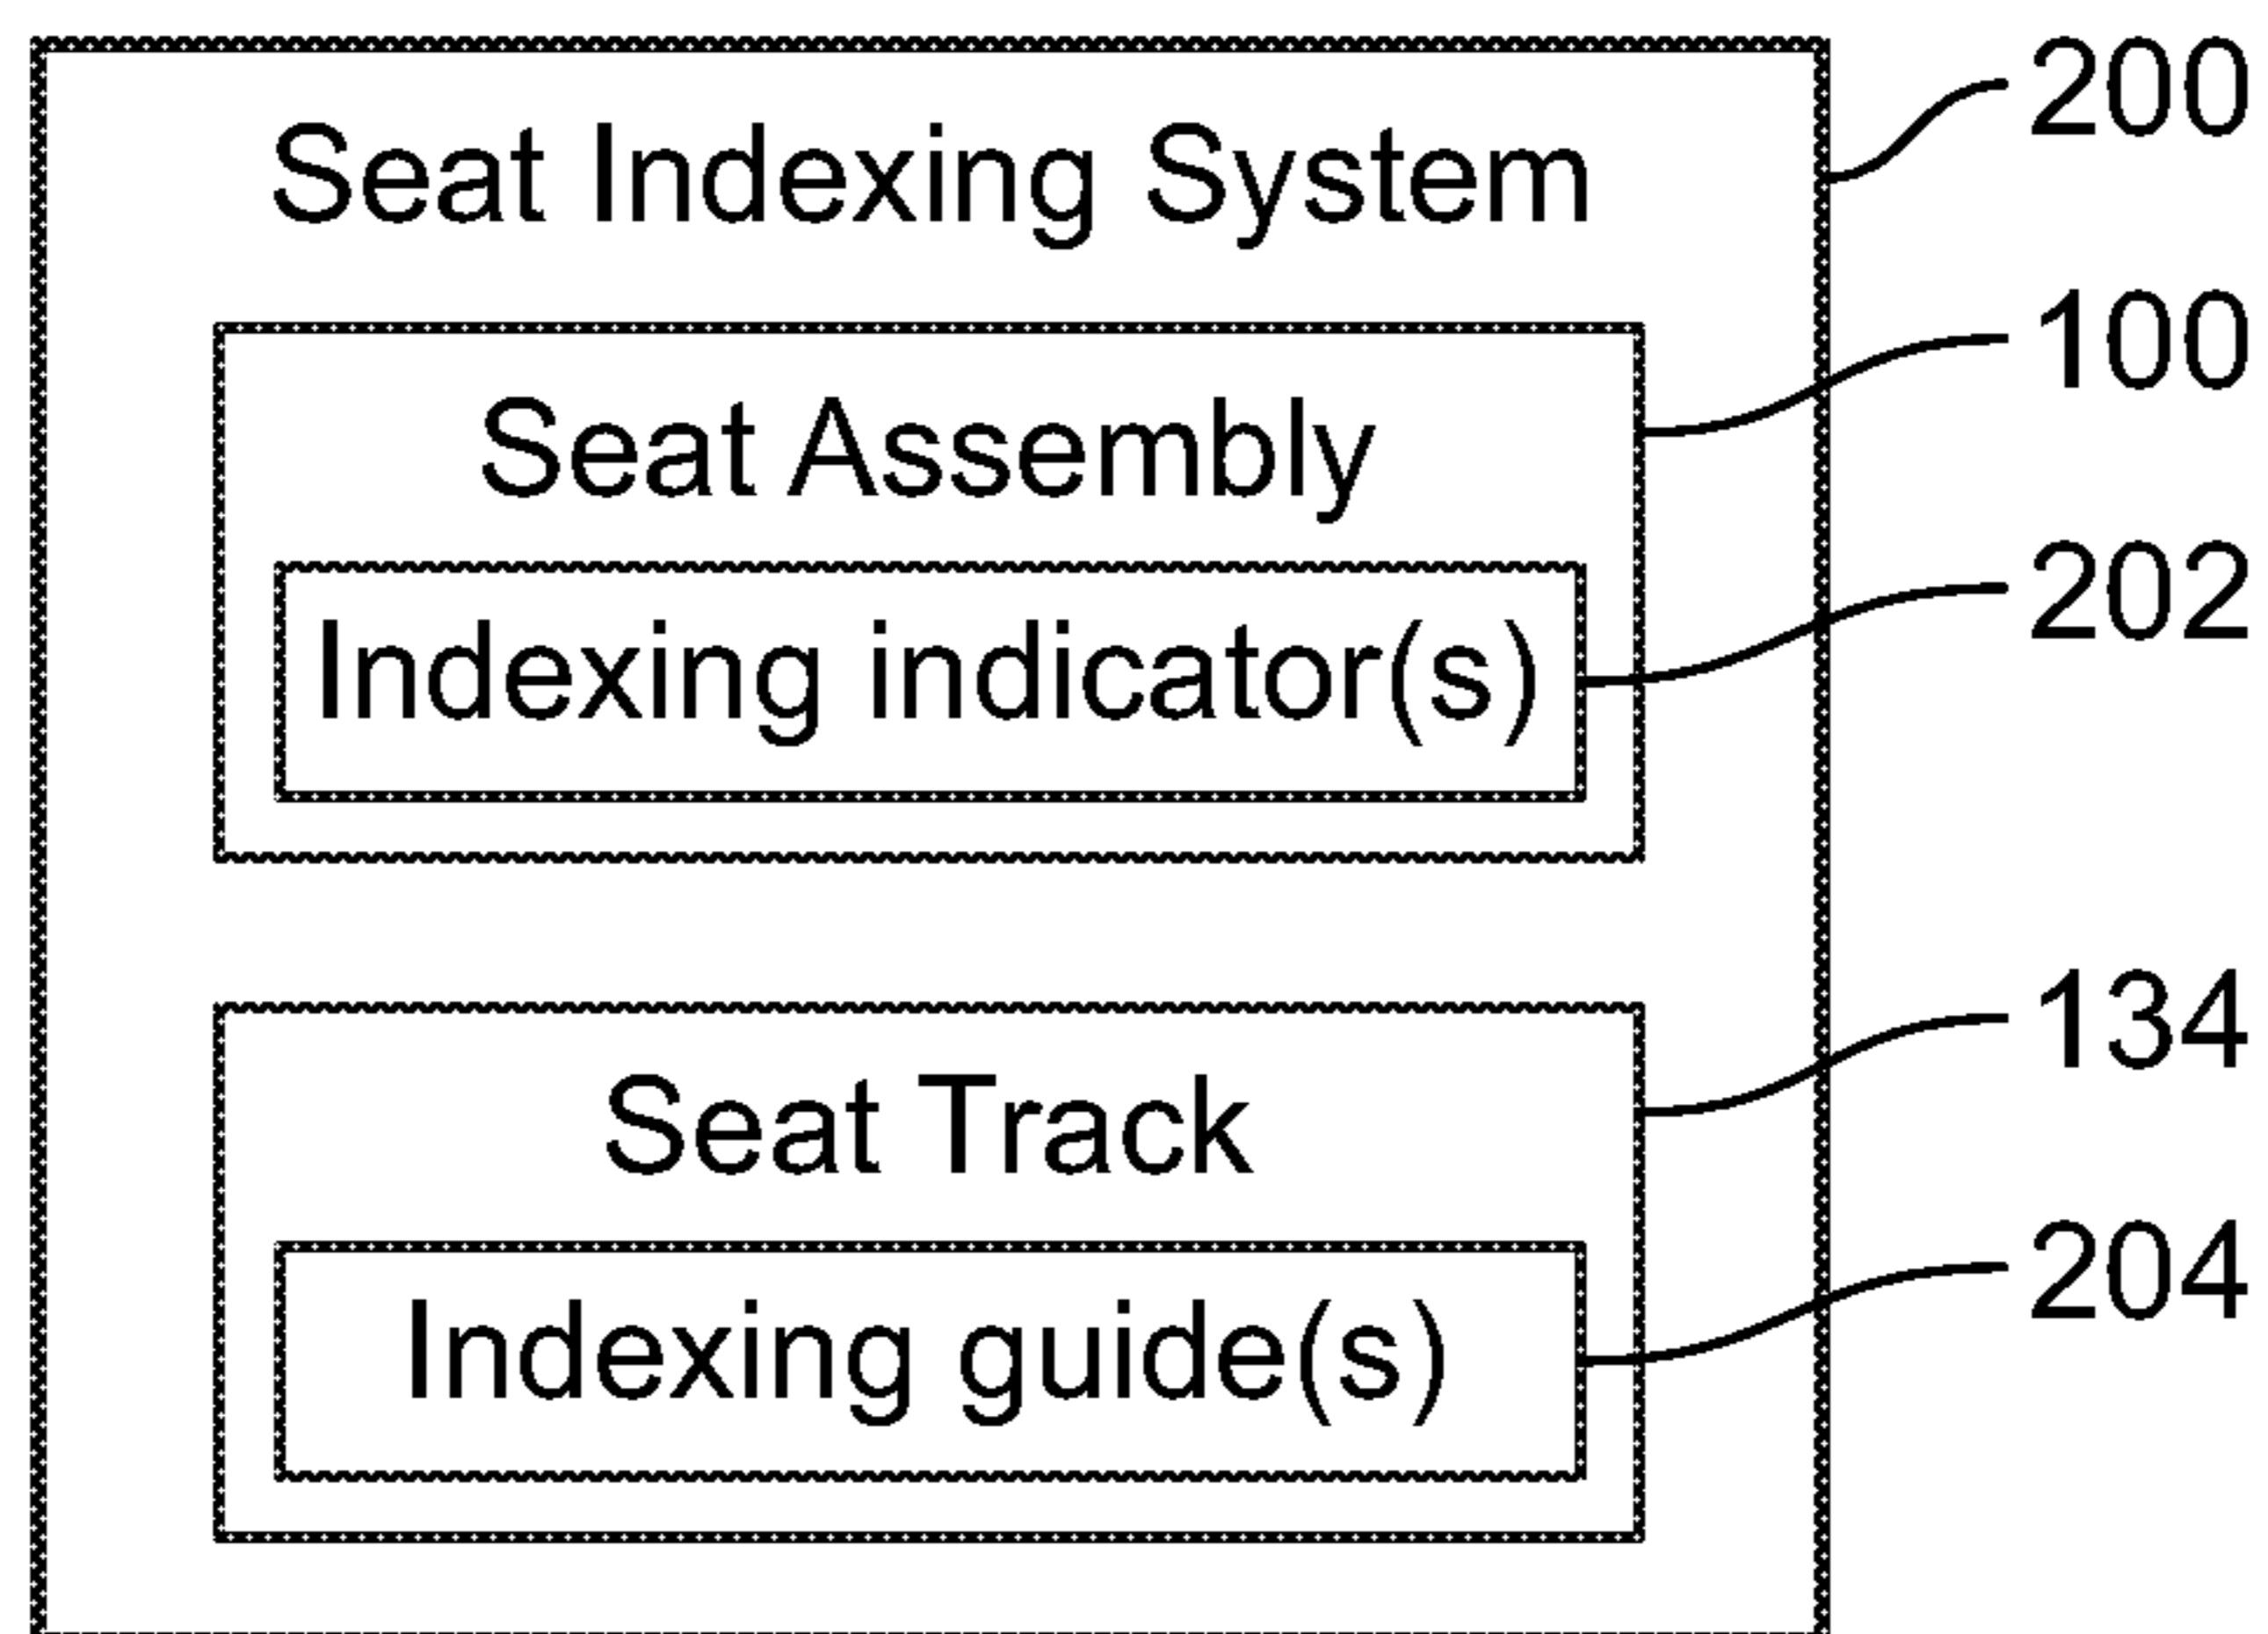 Seat Indexing System
200
Seat Assembly
100
Indexing indicator(s)
202
Seat Track
134
Indexing guide(s)
204